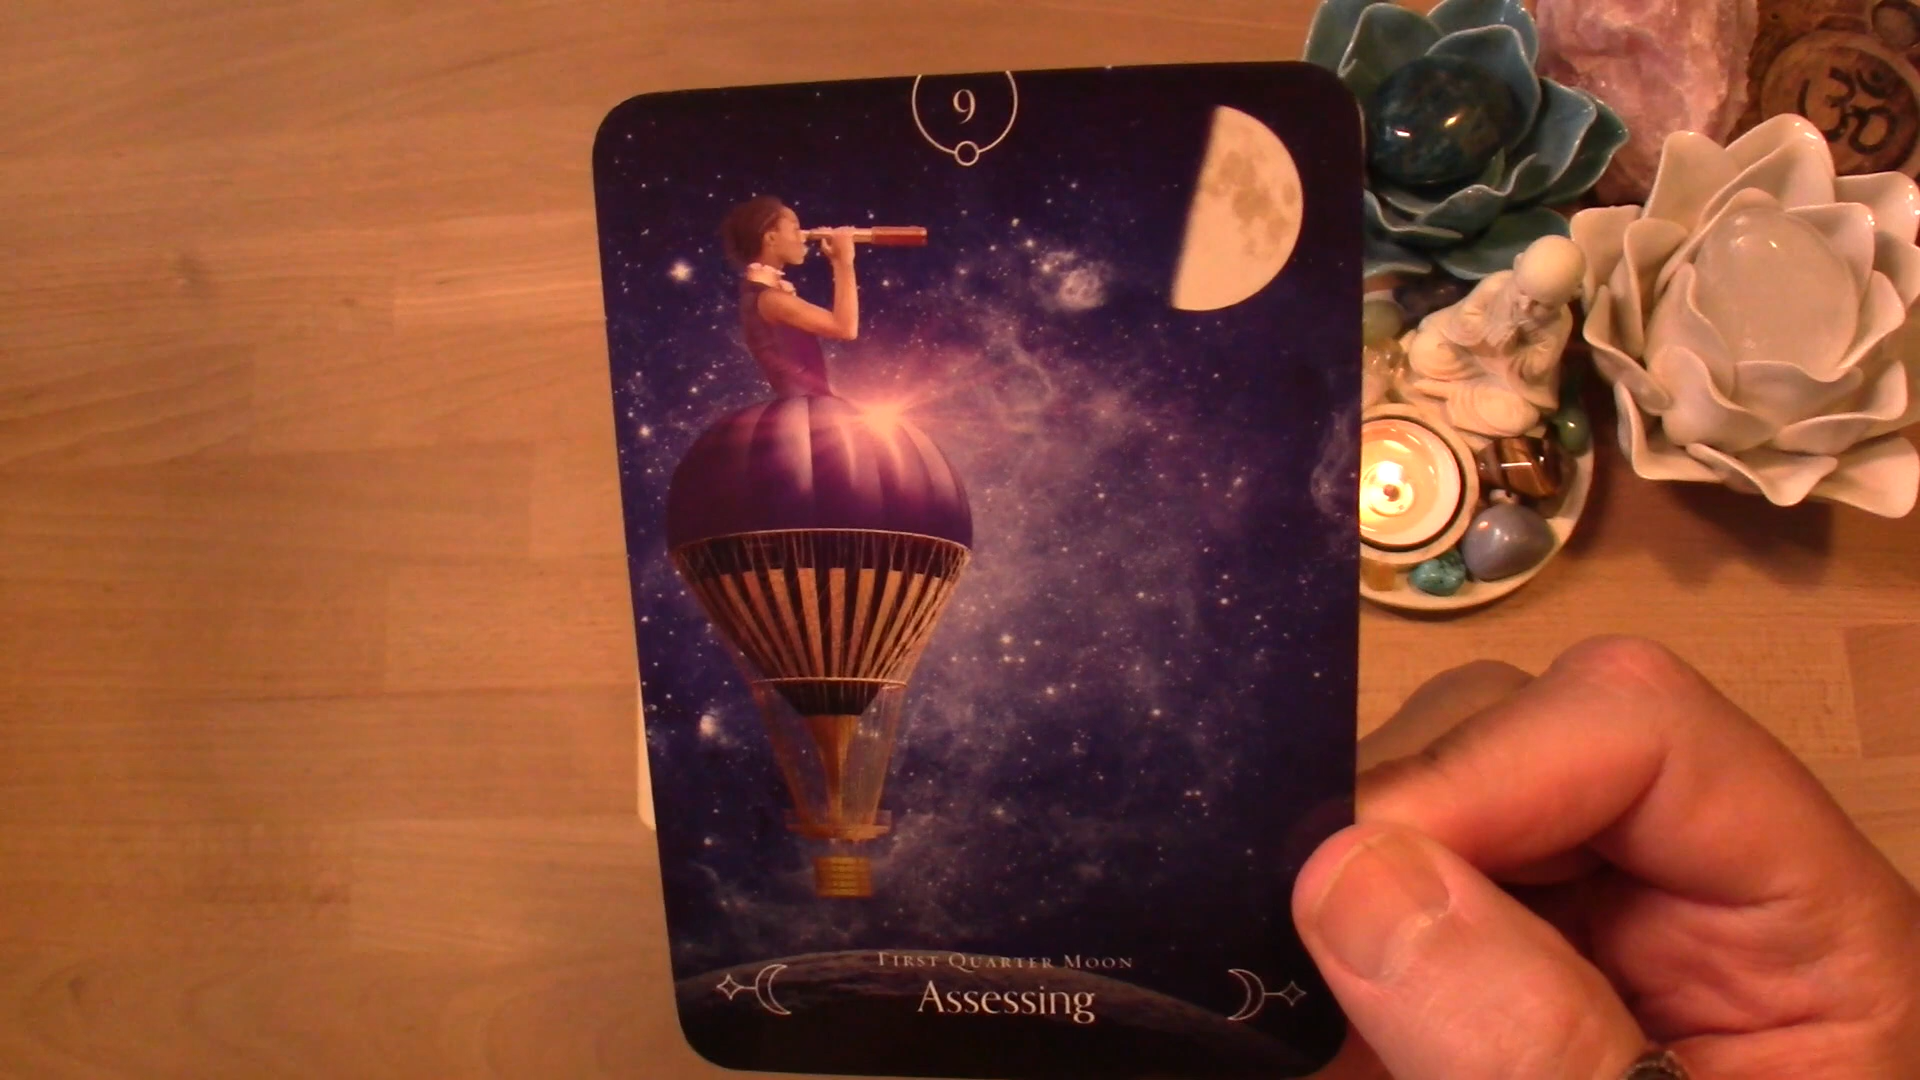 9
First Quarter Moon
Assessing
ॐ